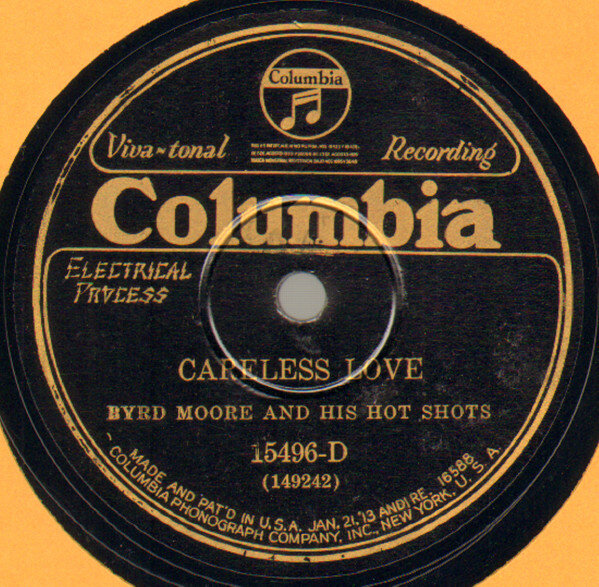 Columbia
Viva-tonal Recording
Columbia
ELECTRICAL
PROCESS
CARELESS LOVE
BYRD MOORE AND HIS HOT SHOTS
15496-D
(149242)
MADE AND PAT'D IN U.S.A. JAN. 21, '13 AND RE 16588
COLUMBIA PHONOGRAPH COMPANY, INC., NEW YORK, U.S.A.